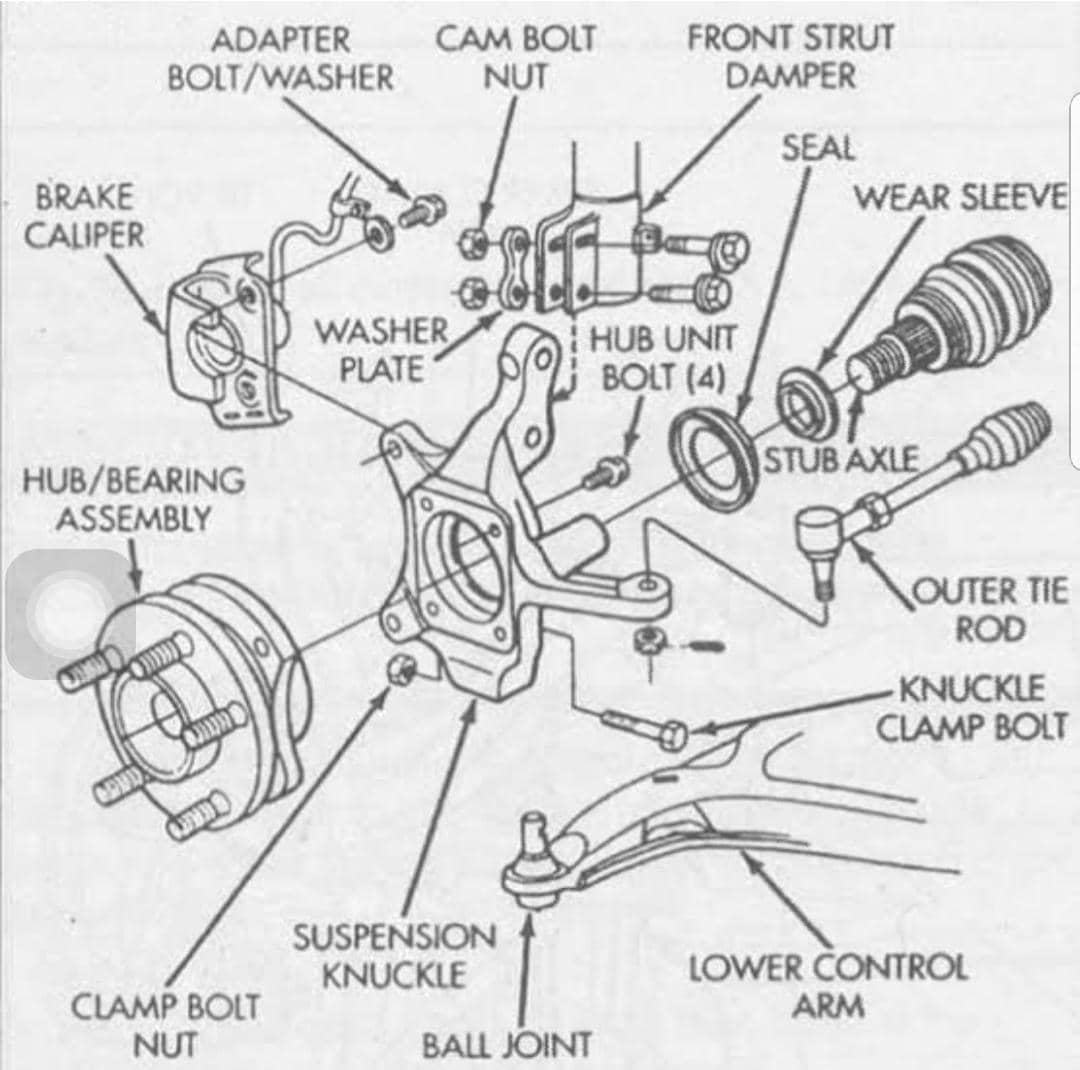 ADAPTER
BOLT/WASHER
CAM BOLT
NUT
FRONT STRUT
DAMPER
SEAL
WEAR SLEEVE
BRAKE
CALIPER
WASHER
PLATE
HUB UNIT
BOLT (4)
STUB AXLE
HUB/BEARING
ASSEMBLY
OUTER TIE
ROD
KNUCKLE
CLAMP BOLT
SUSPENSION
KNUCKLE
LOWER CONTROL
ARM
CLAMP BOLT
NUT
BALL JOINT